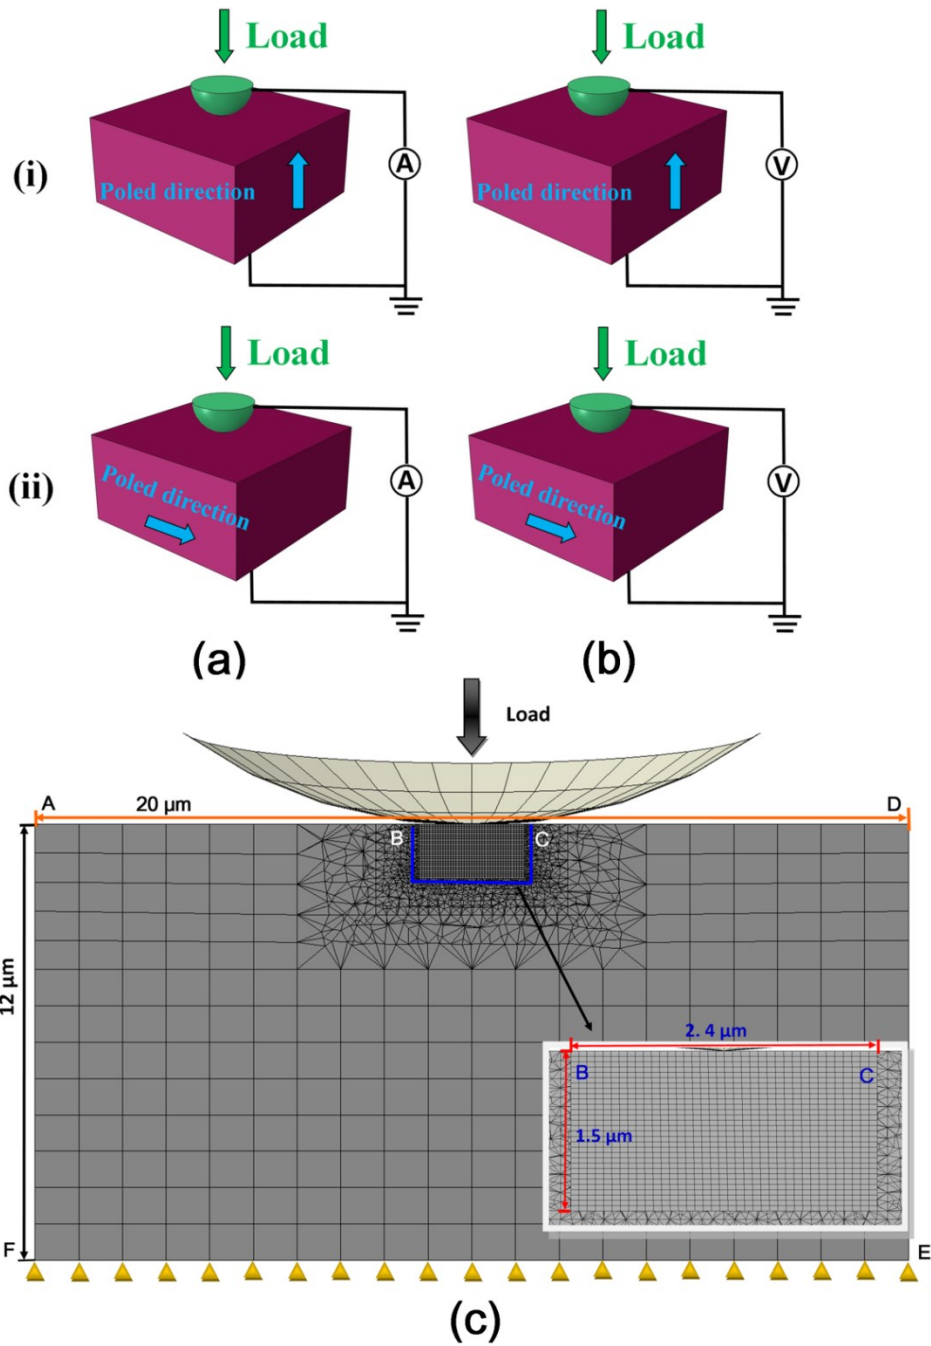 Load
Load
(i)
A
V
Poled direction
Poled direction
Load
Load
(ii)
A
V
Poled direction
Poled direction
(a)
(b)
Load
A
20 μm
D
B
C
12 μm
2. 4 μm
B
C
1.5 μm
F
E
(c)